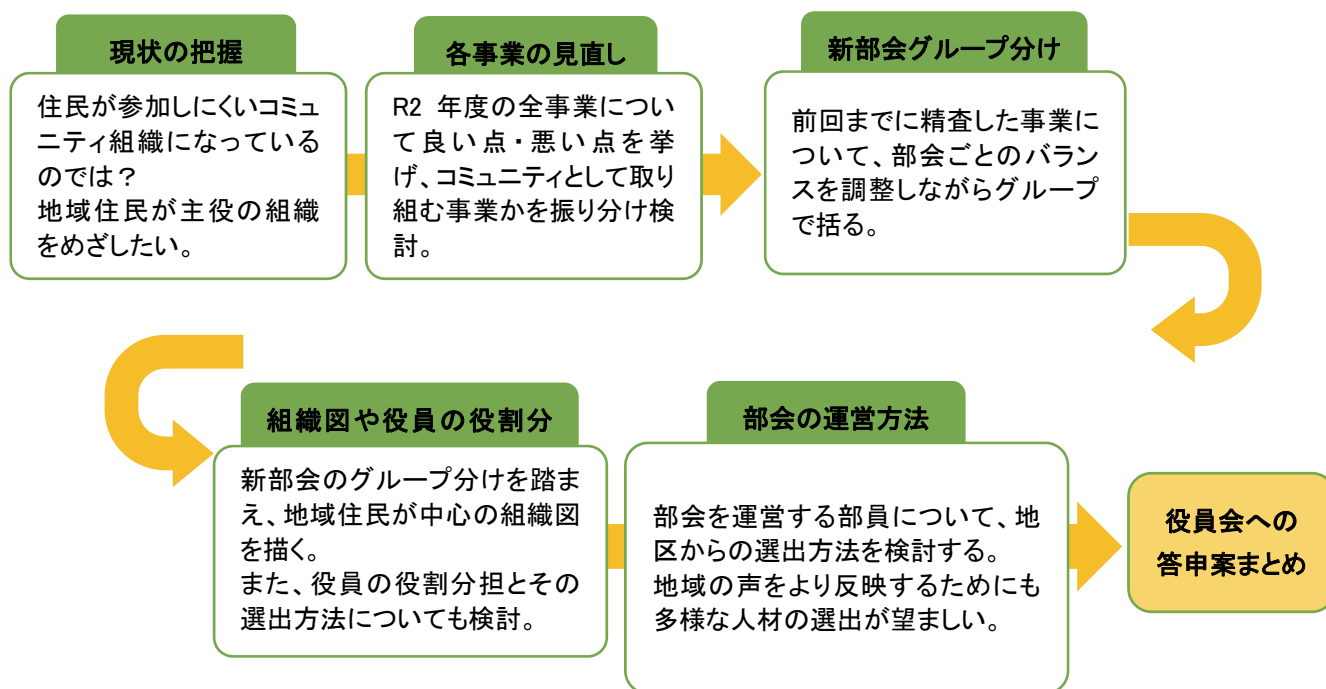 現状の把握
住民が参加しにくいコミュ
ニティ組織になっている
のでは？
地域住民が主役の組織
をめざしたい。
各事業の見直し
R2 年度の全事業につい
て良い点・悪い点を挙
げ、コミュニティとして取り
組む事業かを振り分け検
討。
新部会グループ分け
前回までに精査した事業に
ついて、部会ごとのバラン
スを調整しながらグループ
で括る。
組織図や役員の役割分
新部会のグループ分けを踏ま
え、地域住民が中心の組織図
を描く。
また、役員の役割分担とその
選出方法についても検討。
部会の運営方法
部会を運営する部員について、地
区からの選出方法を検討する。
地域の声をより反映するためにも
多様な人材の選出が望ましい。
役員会への
答申案まとめ